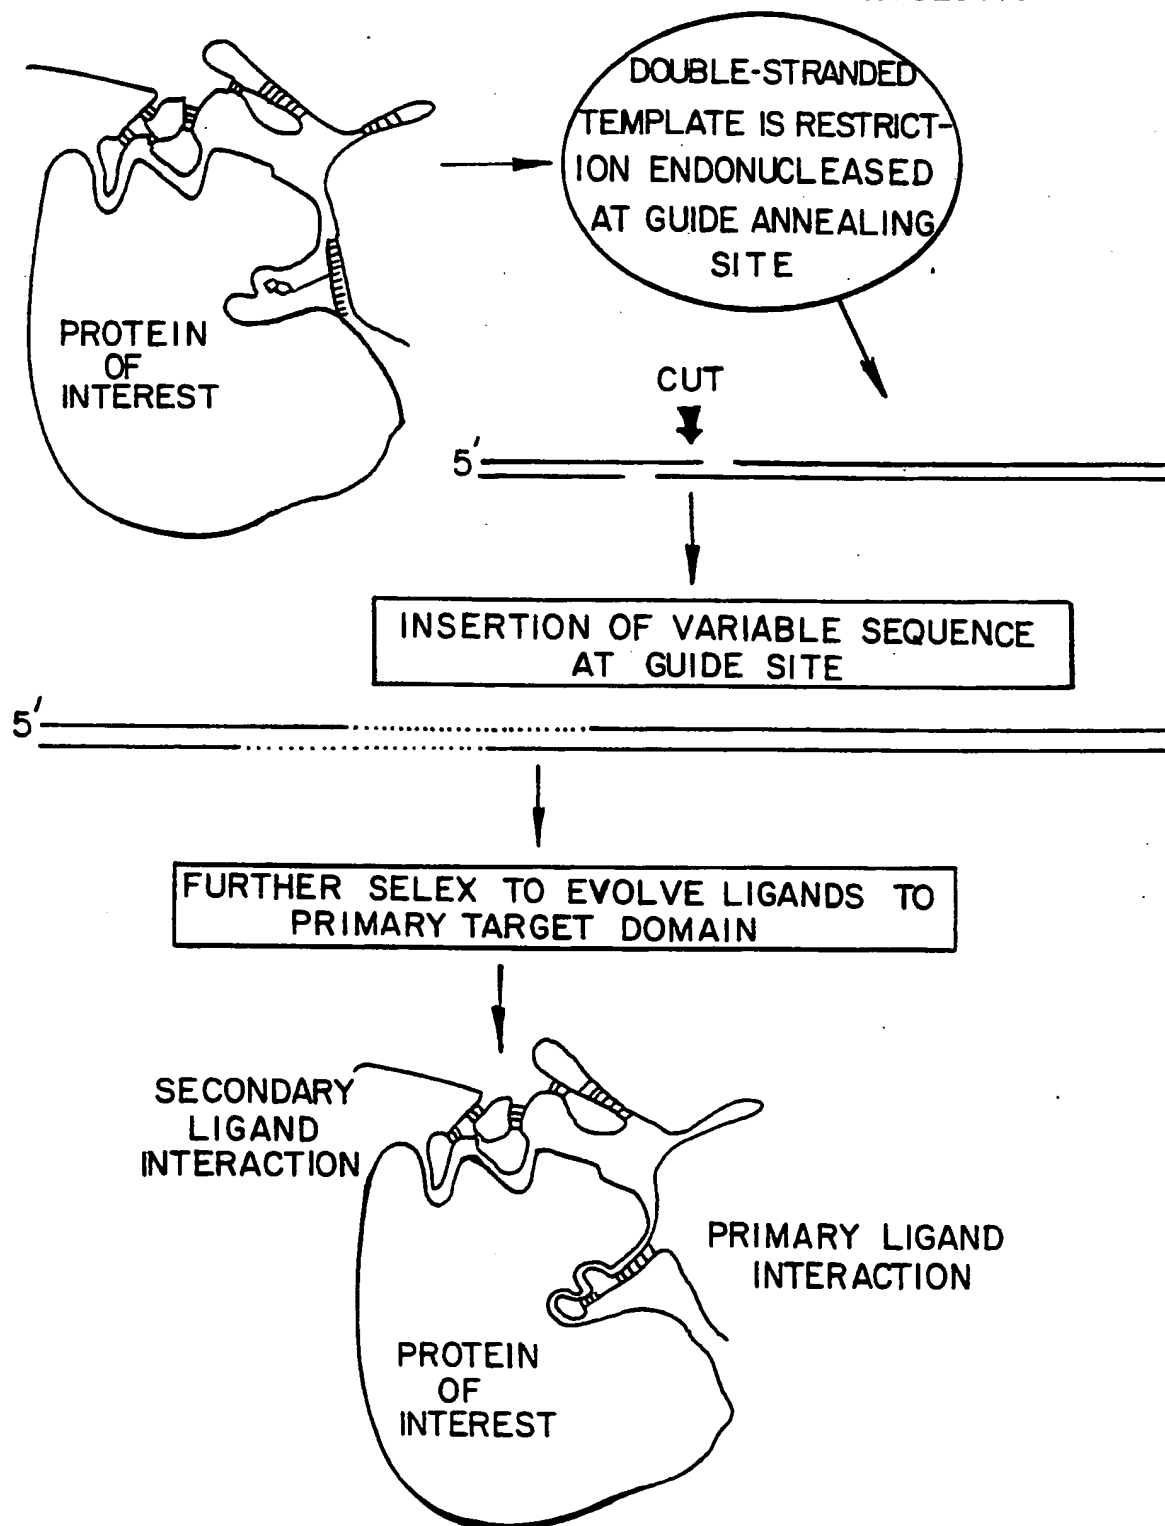 DOUBLE-STRANDED
TEMPLATE IS RESTRICT-
ION ENDONUCLEASED
AT GUIDE ANNEALING
SITE
PROTEIN
OF
INTEREST
CUT
5'
INSERTION OF VARIABLE SEQUENCE
AT GUIDE SITE
5'
FURTHER SELEX TO EVOLVE LIGANDS TO
PRIMARY TARGET DOMAIN
SECONDARY
LIGAND
INTERACTION
PRIMARY LIGAND
INTERACTION
PROTEIN
OF
INTEREST